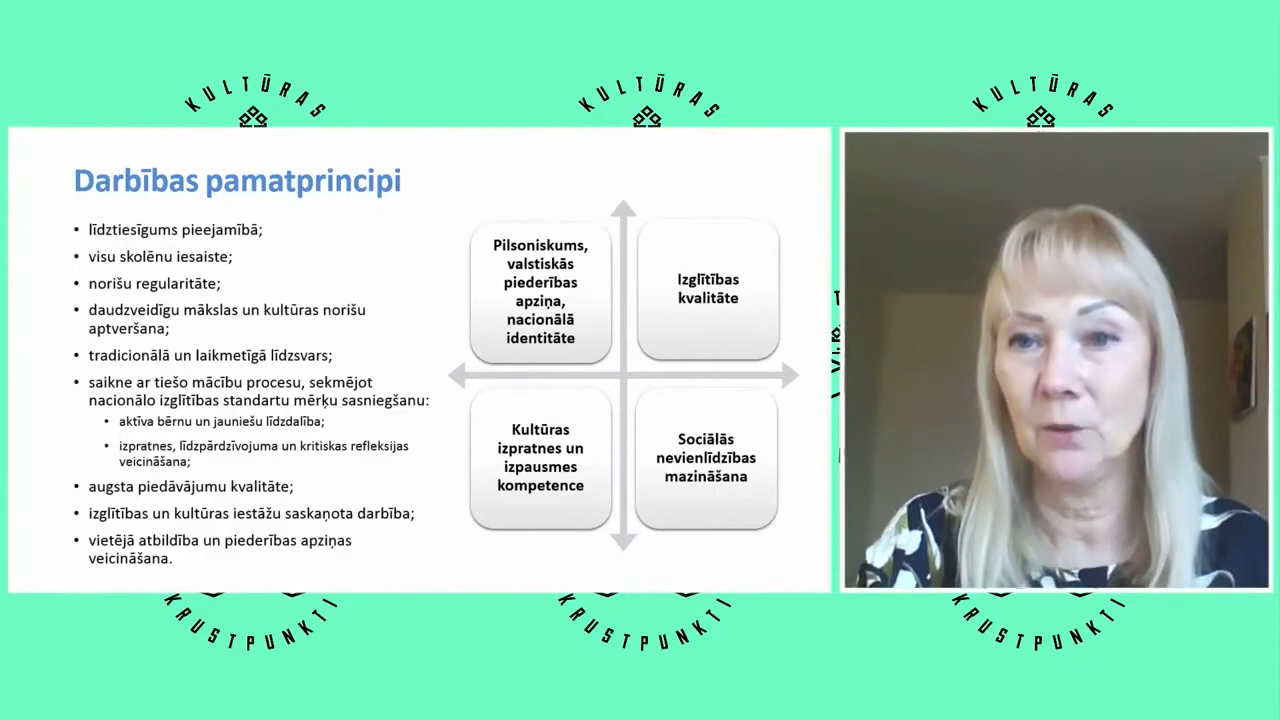 KULTŪRAS
KULTŪRAS
KULTŪRAS
Darbības pamatprincipi
• līdztiesīgums pieejamībā;
• visu skolēnu iesaiste;
• norišu regularitāte;
• daudzveidīgu mākslas un kultūras norišu
aptveršana;
• tradicionālā un laikmetīgā līdzsvars;
• saikne ar tiešo mācību procesu, sekmējot
nacionālo izglītības standartu mērķu sasniegšanu:
• aktīva bērnu un jauniešu līdzdalība;
• izpratnes, līdzpārdzīvojuma un kritiskas refleksijas
veicināšana;
• augsta piedāvājumu kvalitāte;
• izglītības un kultūras iestāžu saskaņota darbība;
• vietējā atbildība un piederības apziņas
veicināšana.
Pilsoniskums,
valstiskās
piederības
apziņa,
nacionālā
identitāte
Izglītības
kvalitāte
Kultūras
izpratnes un
izpausmes
kompetence
Sociālās
nevienlīdzības
mazināšana
KRUSTPUNKTI
KRUSTPUNKTI
KRUSTPUNKTI